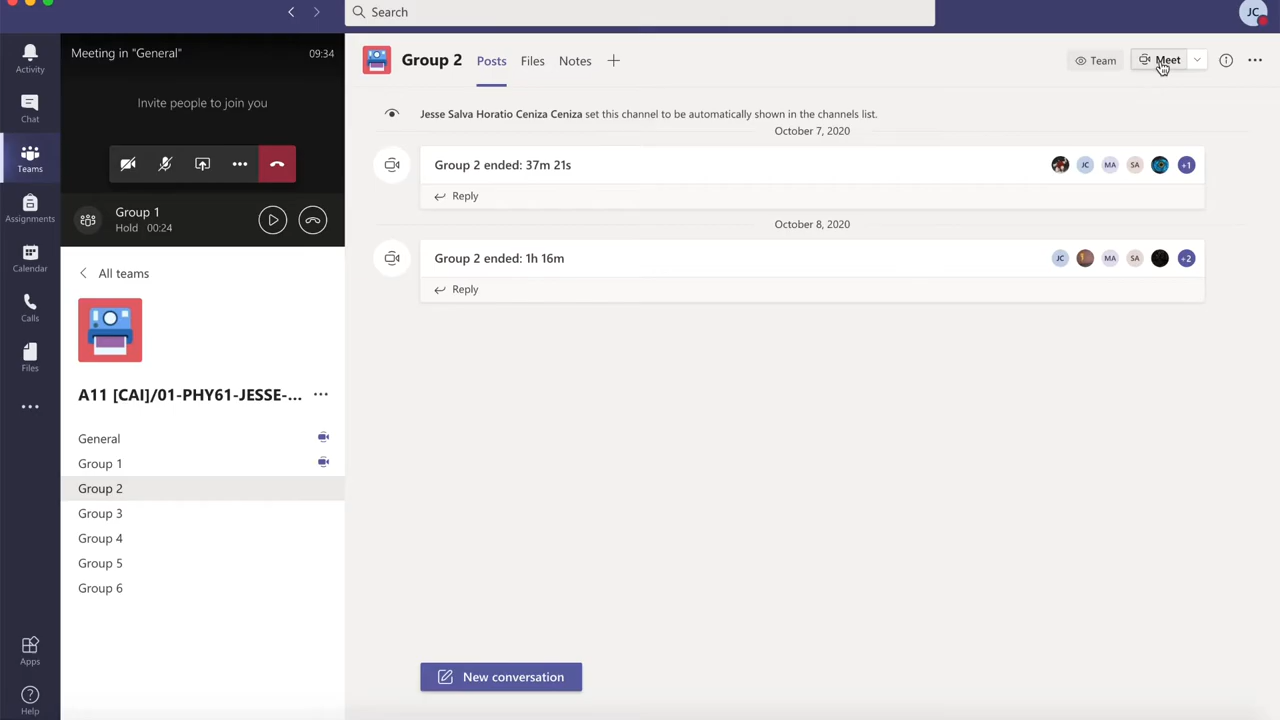 Search
JC
Activity
Chat
Teams
Assignments
Calendar
Calls
Files
Apps
Help
Meeting in "General"
09:34
Invite people to join you
Group 1
Hold 00:24
All teams
A11 [CAI]/01-PHY61-JESSE-...
General
Group 1
Group 2
Group 3
Group 4
Group 5
Group 6
Group 2
Posts
Files
Notes
Team
Meet
Jesse Salva Horatio Ceniza Ceniza set this channel to be automatically shown in the channels list.
October 7, 2020
Group 2 ended: 37m 21s
JC MA SA +1
Reply
October 8, 2020
Group 2 ended: 1h 16m
JC MA SA +2
Reply
New conversation